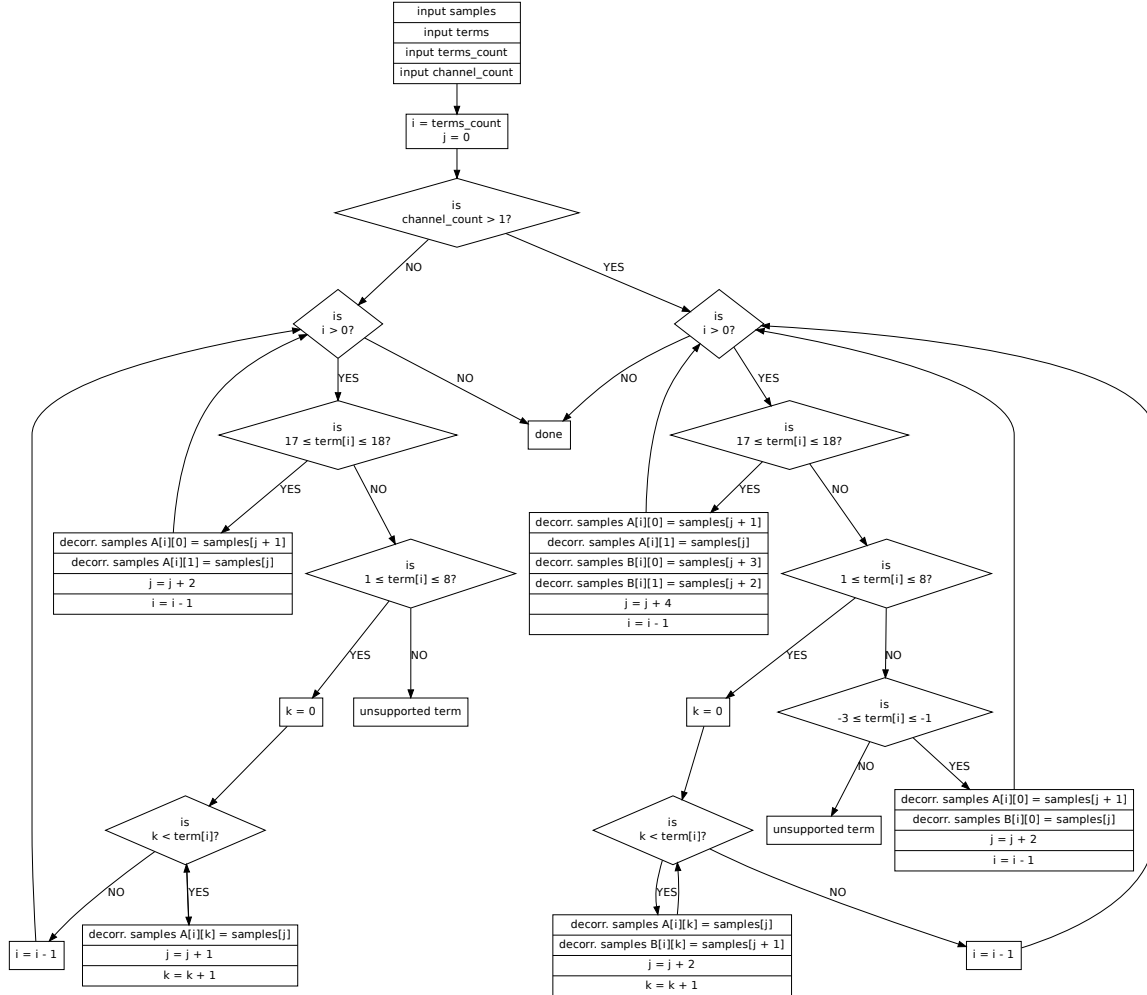 input samples
input terms
input terms_count
input channel_count
i = terms_count
j = 0
is
channel_count > 1?
NO
YES
is
i > 0?
is
i > 0?
YES
NO
NO
YES
is
17 ≤ term[i] ≤ 18?
done
is
17 ≤ term[i] ≤ 18?
YES
NO
YES
NO
decorr. samples A[i][0] = samples[j + 1]
decorr. samples A[i][1] = samples[j]
j = j + 2
i = i - 1
is
1 ≤ term[i] ≤ 8?
decorr. samples A[i][0] = samples[j + 1]
decorr. samples A[i][1] = samples[j]
decorr. samples B[i][0] = samples[j + 3]
decorr. samples B[i][1] = samples[j + 2]
j = j + 4
i = i - 1
is
1 ≤ term[i] ≤ 8?
YES
NO
YES
NO
k = 0
unsupported term
k = 0
is
-3 ≤ term[i] ≤ -1
NO
YES
is
k < term[i]?
is
k < term[i]?
unsupported term
decorr. samples A[i][0] = samples[j + 1]
decorr. samples B[i][0] = samples[j]
j = j + 2
i = i - 1
NO
YES
YES
NO
i = i - 1
decorr. samples A[i][k] = samples[j]
j = j + 1
k = k + 1
decorr. samples A[i][k] = samples[j]
decorr. samples B[i][k] = samples[j + 1]
j = j + 2
k = k + 1
i = i - 1